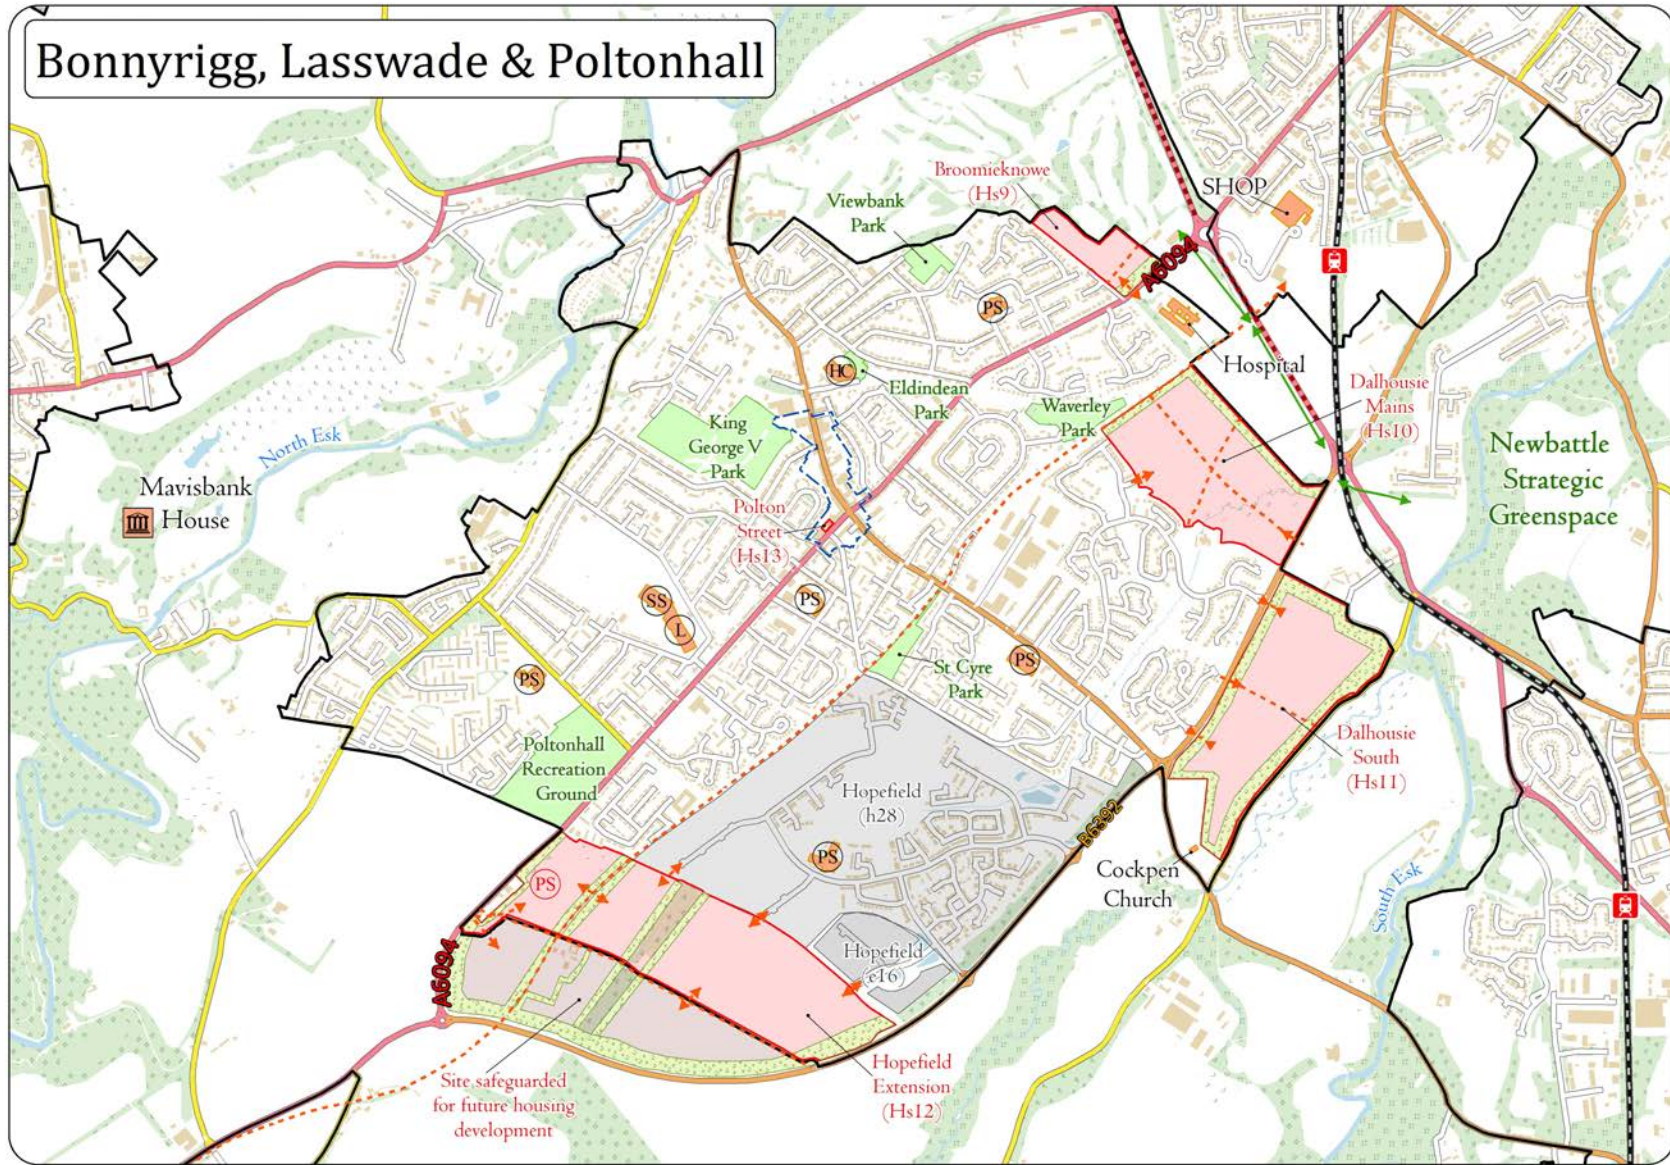 Bonnyrigg, Lasswade & Poltonhall
Broomieknowe
(Hs9)
SHOP
Viewbank
Park
A6094
PS
Hospital
HC
Eldindean
Park
Dalhousie
Mains
(Hs10)
Waverley
Park
King
George V
Park
Newbattle
Strategic
Greenspace
North Esk
Mavisbank
House
Polton
Street
(Hs13)
SS
L
PS
PS
PS
St Cyre
Park
Poltonhall
Recreation
Ground
Dalhousie
South
(Hs11)
Hopefield
(h28)
B6392
PS
Cockpen
Church
PS
South Esk
Hopefield
(e16)
A6094
Site safeguarded
for future housing
development
Hopefield
Extension
(Hs12)